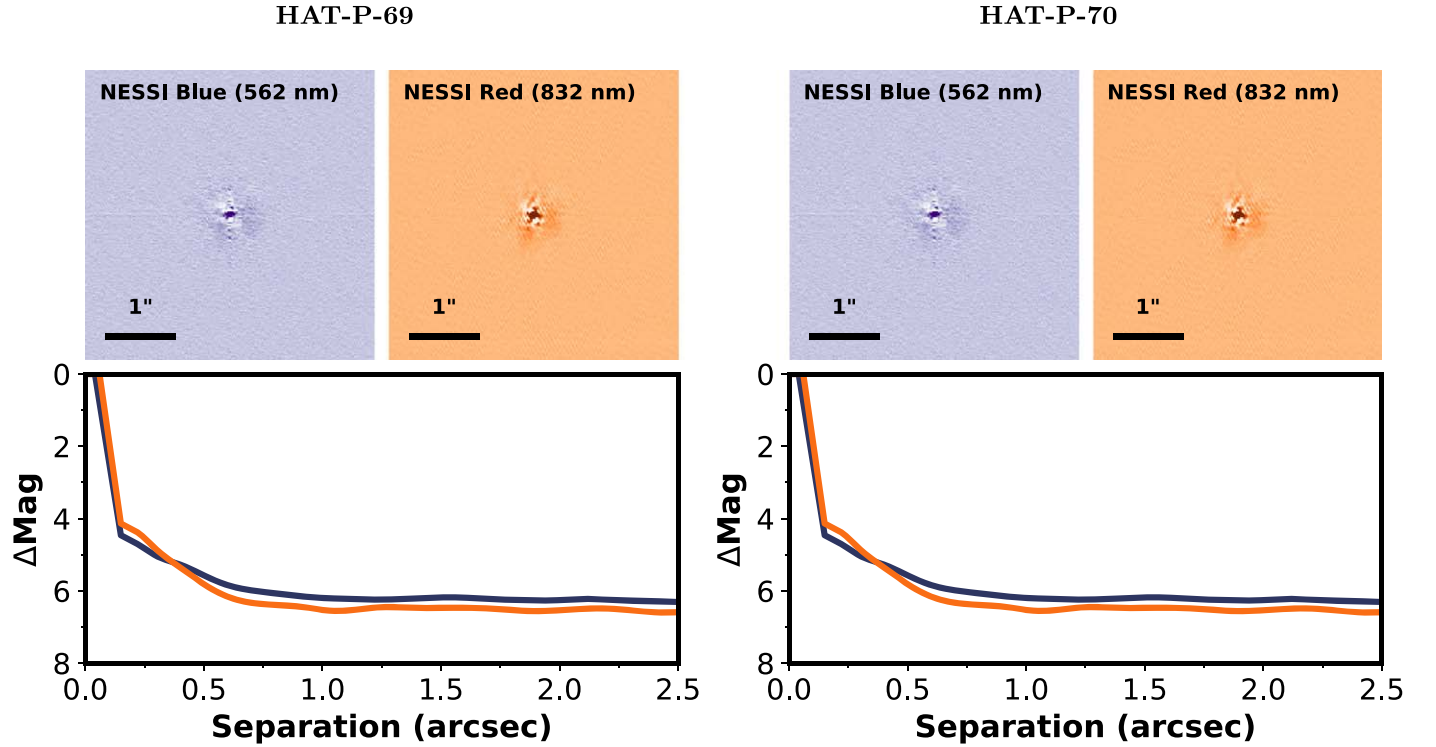 HAT-P-69
HAT-P-70
NESSI Blue (562 nm)
NESSI Red (832 nm)
1"
1"
NESSI Blue (562 nm)
NESSI Red (832 nm)
1"
1"
0
2
4
6
8
ΔMag
0.0
0.5
1.0
1.5
2.0
2.5
Separation (arcsec)
0
2
4
6
8
ΔMag
0.0
0.5
1.0
1.5
2.0
2.5
Separation (arcsec)